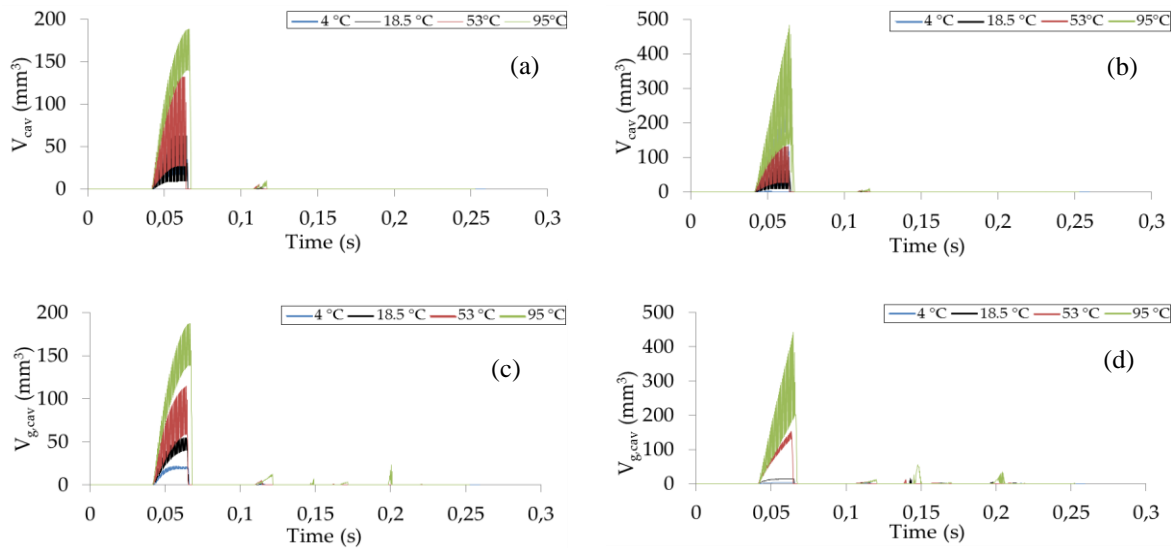 4 °C 18.5 °C 53°C 95°C
(a)
V_cav (mm³)
200
150
100
50
0
0 0,05 0,1 0,15 0,2 0,25 0,3
Time (s)
4 °C 18.5 °C 53°C 95°C
(b)
V_cav (mm³)
500
400
300
200
100
0
0 0,05 0,1 0,15 0,2 0,25 0,3
Time (s)
4 °C 18.5 °C 53 °C 95 °C
(c)
V_g,cav (mm³)
200
150
100
50
0
0 0,05 0,1 0,15 0,2 0,25 0,3
Time (s)
4 °C 18.5 °C 53 °C 95 °C
(d)
V_g,cav (mm³)
500
400
300
200
100
0
0 0,05 0,1 0,15 0,2 0,25 0,3
Time (s)